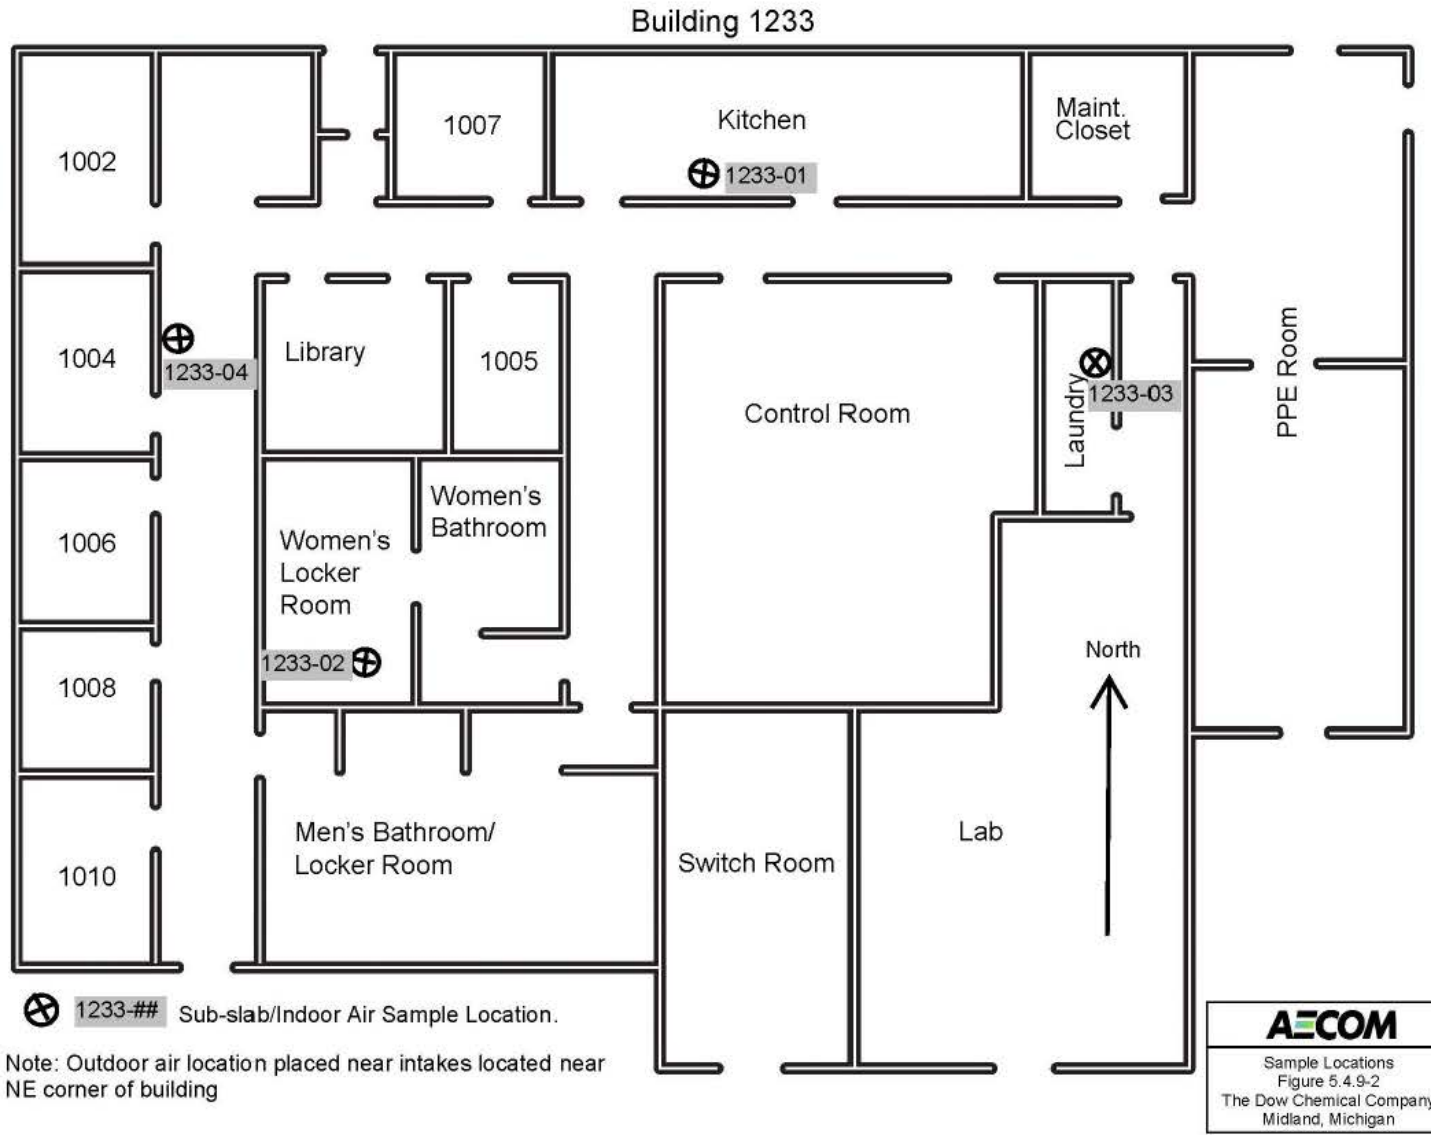 Building 1233
1002
1007
Kitchen
1233-01
Maint.
Closet
1004
1233-04
Library
1005
Control Room
Laundry
1233-03
PPE Room
1006
Women's
Locker
Room
Women's
Bathroom
1233-02
1008
North
1010
Men's Bathroom/
Locker Room
Switch Room
Lab
1233-## Sub-slab/Indoor Air Sample Location.
Note: Outdoor air location placed near intakes located near
NE corner of building
AECOM
Sample Locations
Figure 5.4.9-2
The Dow Chemical Company
Midland, Michigan